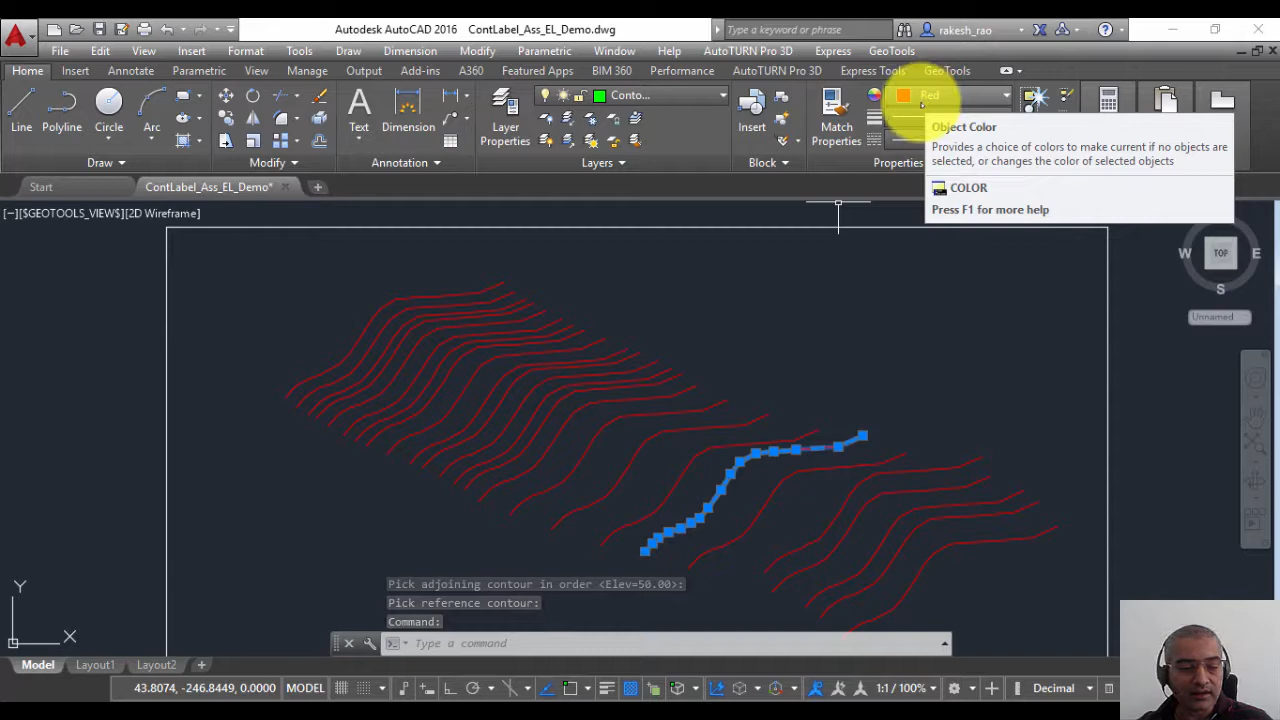 Autodesk AutoCAD 2016 ContLabel_Ass_EL_Demo.dwg
Type a keyword or phrase
rakesh_rao
File Edit View Insert Format Tools Draw Dimension Modify Parametric Window Help AutoTURN Pro 3D Express GeoTools
Home Insert Annotate Parametric View Manage Output Add-ins A360 Featured Apps BIM 360 Performance AutoTURN Pro 3D Express Tools GeoTools
Line Polyline Circle Arc
Text Dimension
Layer Properties
Conto...
Insert
Match Properties
Red
Draw Modify Annotation Layers Block Properties
Object Color
Provides a choice of colors to make current if no objects are
selected, or changes the color of selected objects
COLOR
Press F1 for more help
Start ContLabel_Ass_EL_Demo*
[−][$GEOTOOLS_VIEW$][2D Wireframe]
W TOP E
S
Unnamed
Pick adjoining contour in order <Elev=50.00>:
Pick reference contour:
Command:
Type a command
Y
X
Model Layout1 Layout2
43.8074, -246.8449, 0.0000 MODEL 1:1 / 100% Decimal